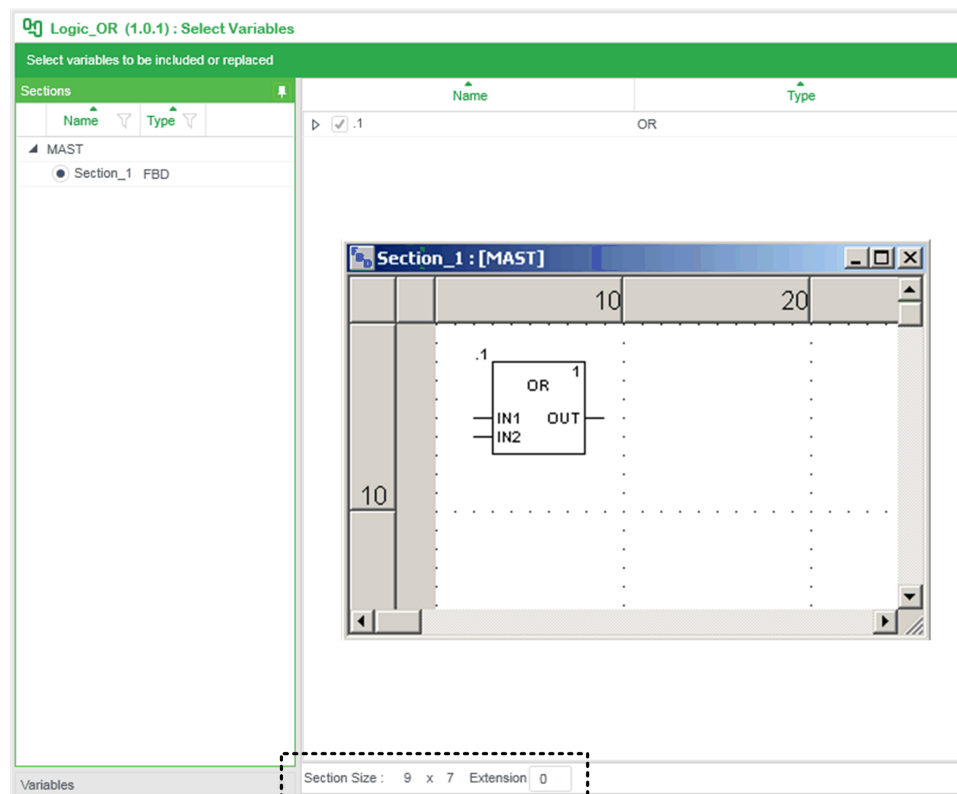 Logic_OR (1.0.1) : Select Variables
Select variables to be included or replaced
Sections
Name Type
MAST
Section_1 FBD
Name Type
.1 OR
Section_1 : [MAST]
10 20
.1
1
OR
IN1 OUT
IN2
10
Section Size : 9 x 7 Extension 0
Variables